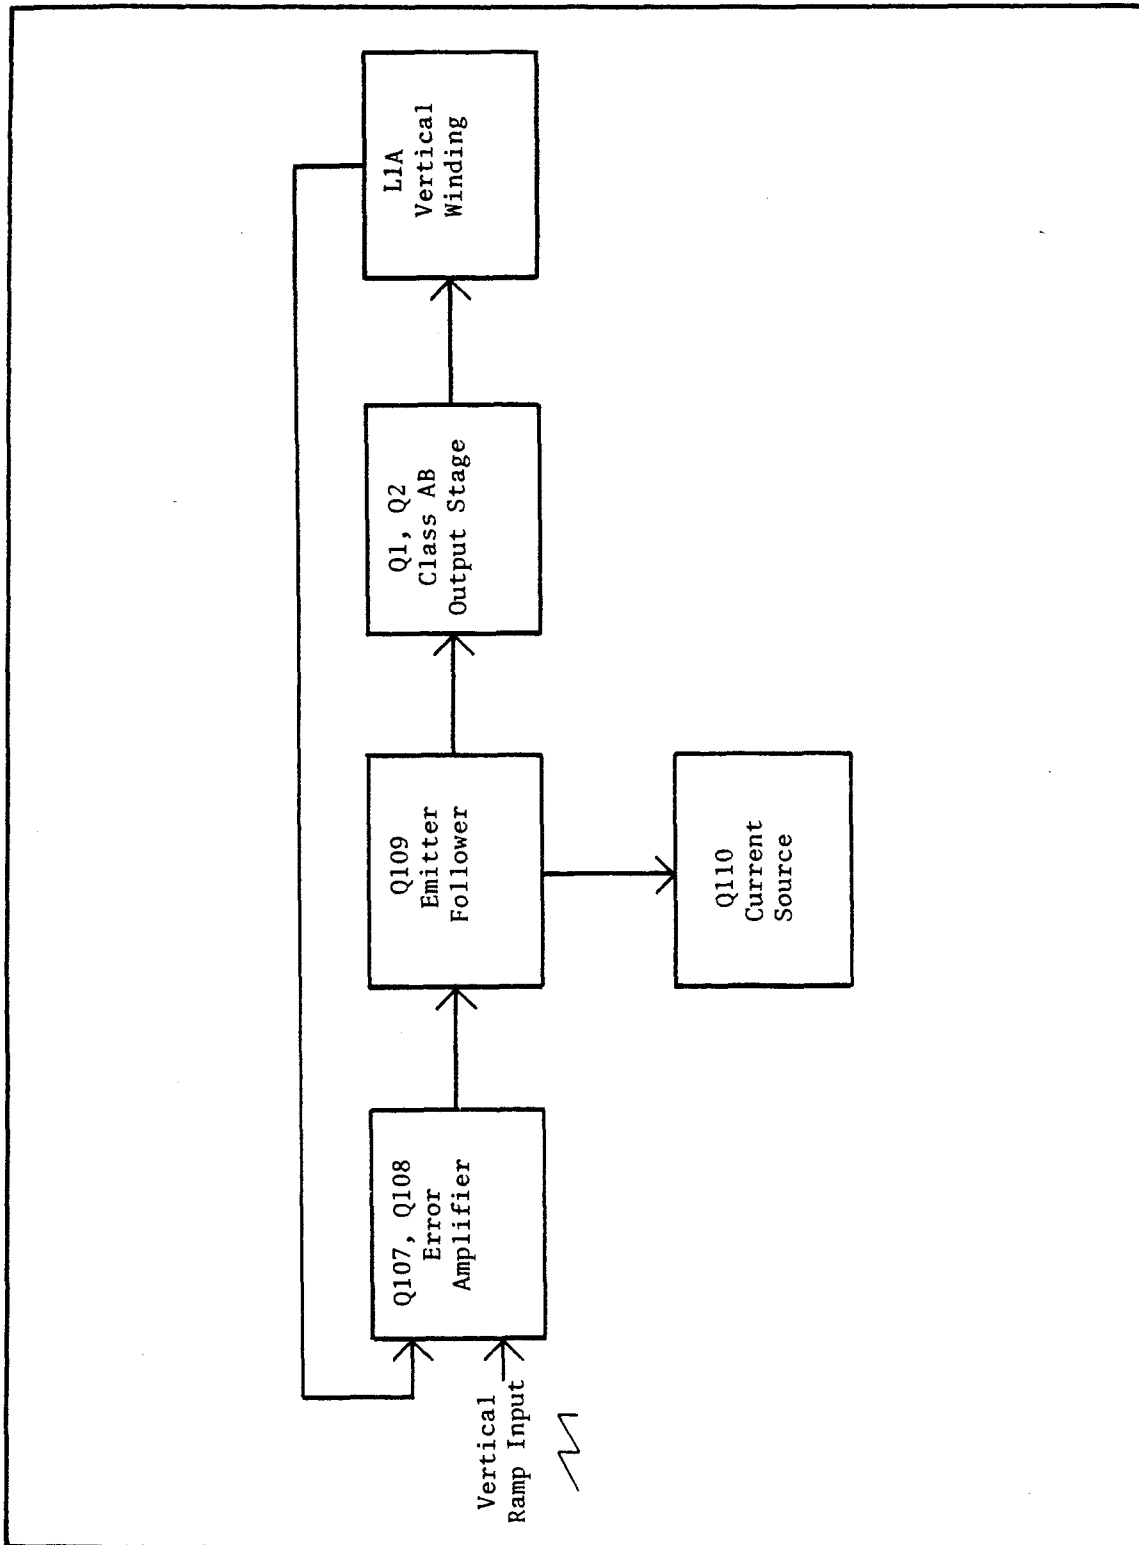 Vertical
Ramp Input
Q107, Q108
Error
Amplifier
Q109
Emitter
Follower
Q110
Current
Source
Q1, Q2
Class AB
Output Stage
L1A
Vertical
Winding